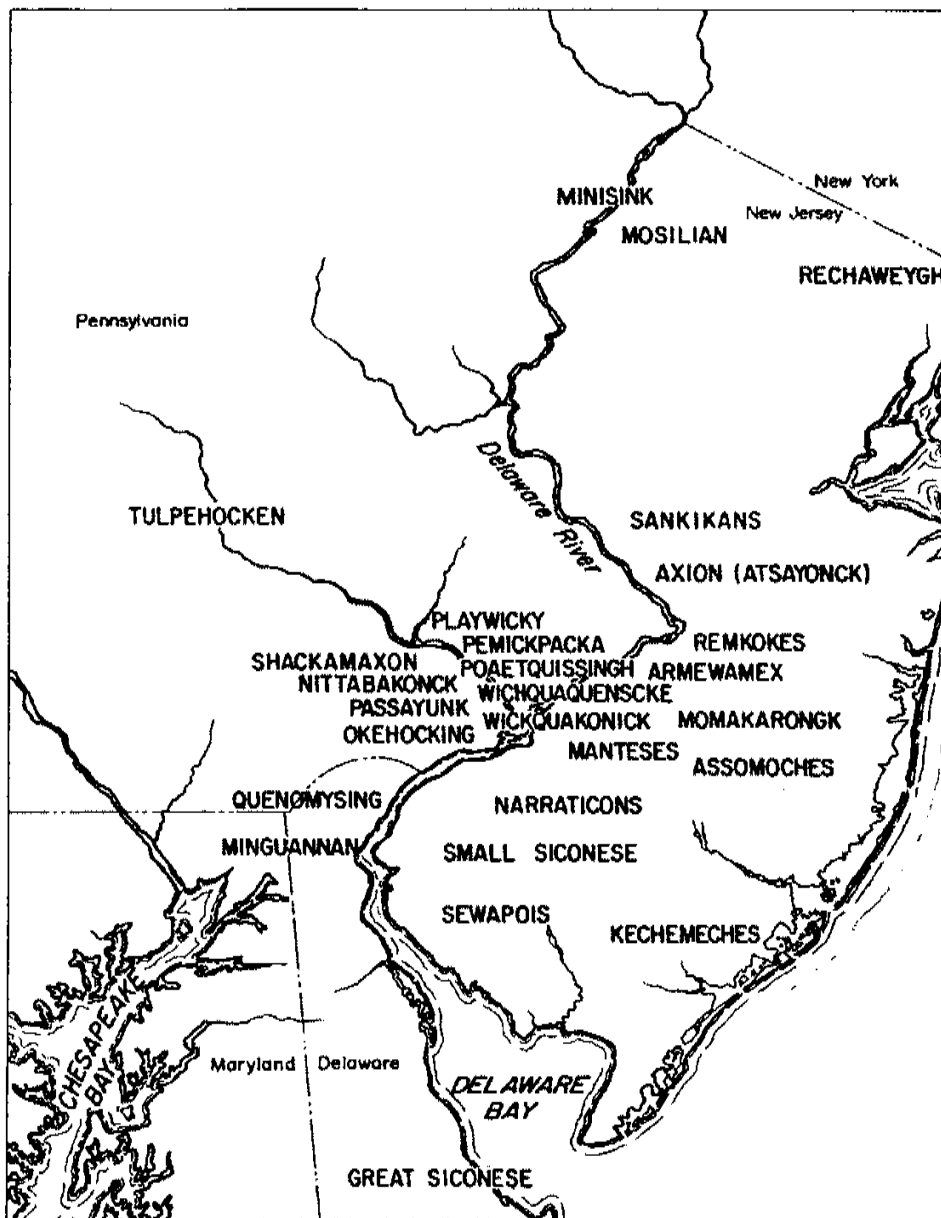 New York
MINISINK
New Jersey
MOSILIAN
RECHAWEYGH
Pennsylvania
Delaware River
TULPEHOCKEN
SANKIKANS
AXION (ATSAYONCK)
PLAYWICKY
PEMICKPACKA
REMKOKES
SHACKAMAXON
POAETQUISSINGH
ARMEWAMEX
NITTABAKONCK
WICHQUAQUENSCKE
PASSAYUNK
WICKQUAKONICK
MOMAKARONGK
OKEHOCKING
MANTESES
ASSOMOCHES
QUENOMYSING
NARRATICONS
MINGUANNAN
SMALL SICONESE
SEWAPOIS
KECHEMECHES
CHESAPEAKE
BAY
Maryland
Delaware
DELAWARE
BAY
GREAT SICONESE